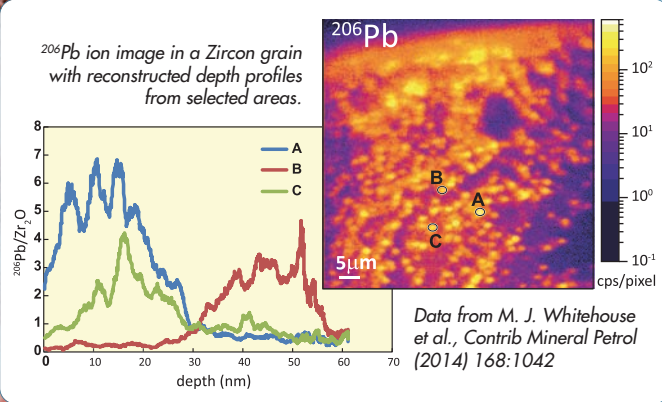 ²⁰⁶Pb ion image in a Zircon grain
with reconstructed depth profiles
from selected areas.
²⁰⁶Pb
10²
10¹
10⁰
10⁻¹
cps/pixel
B
A
C
5µm
8
7
6
5
4
3
2
1
0
²⁰⁶Pb/Zr₂O
A
B
C
0 10 20 30 40 50 60 70
depth (nm)
Data from M. J. Whitehouse
et al., Contrib Mineral Petrol
(2014) 168:1042